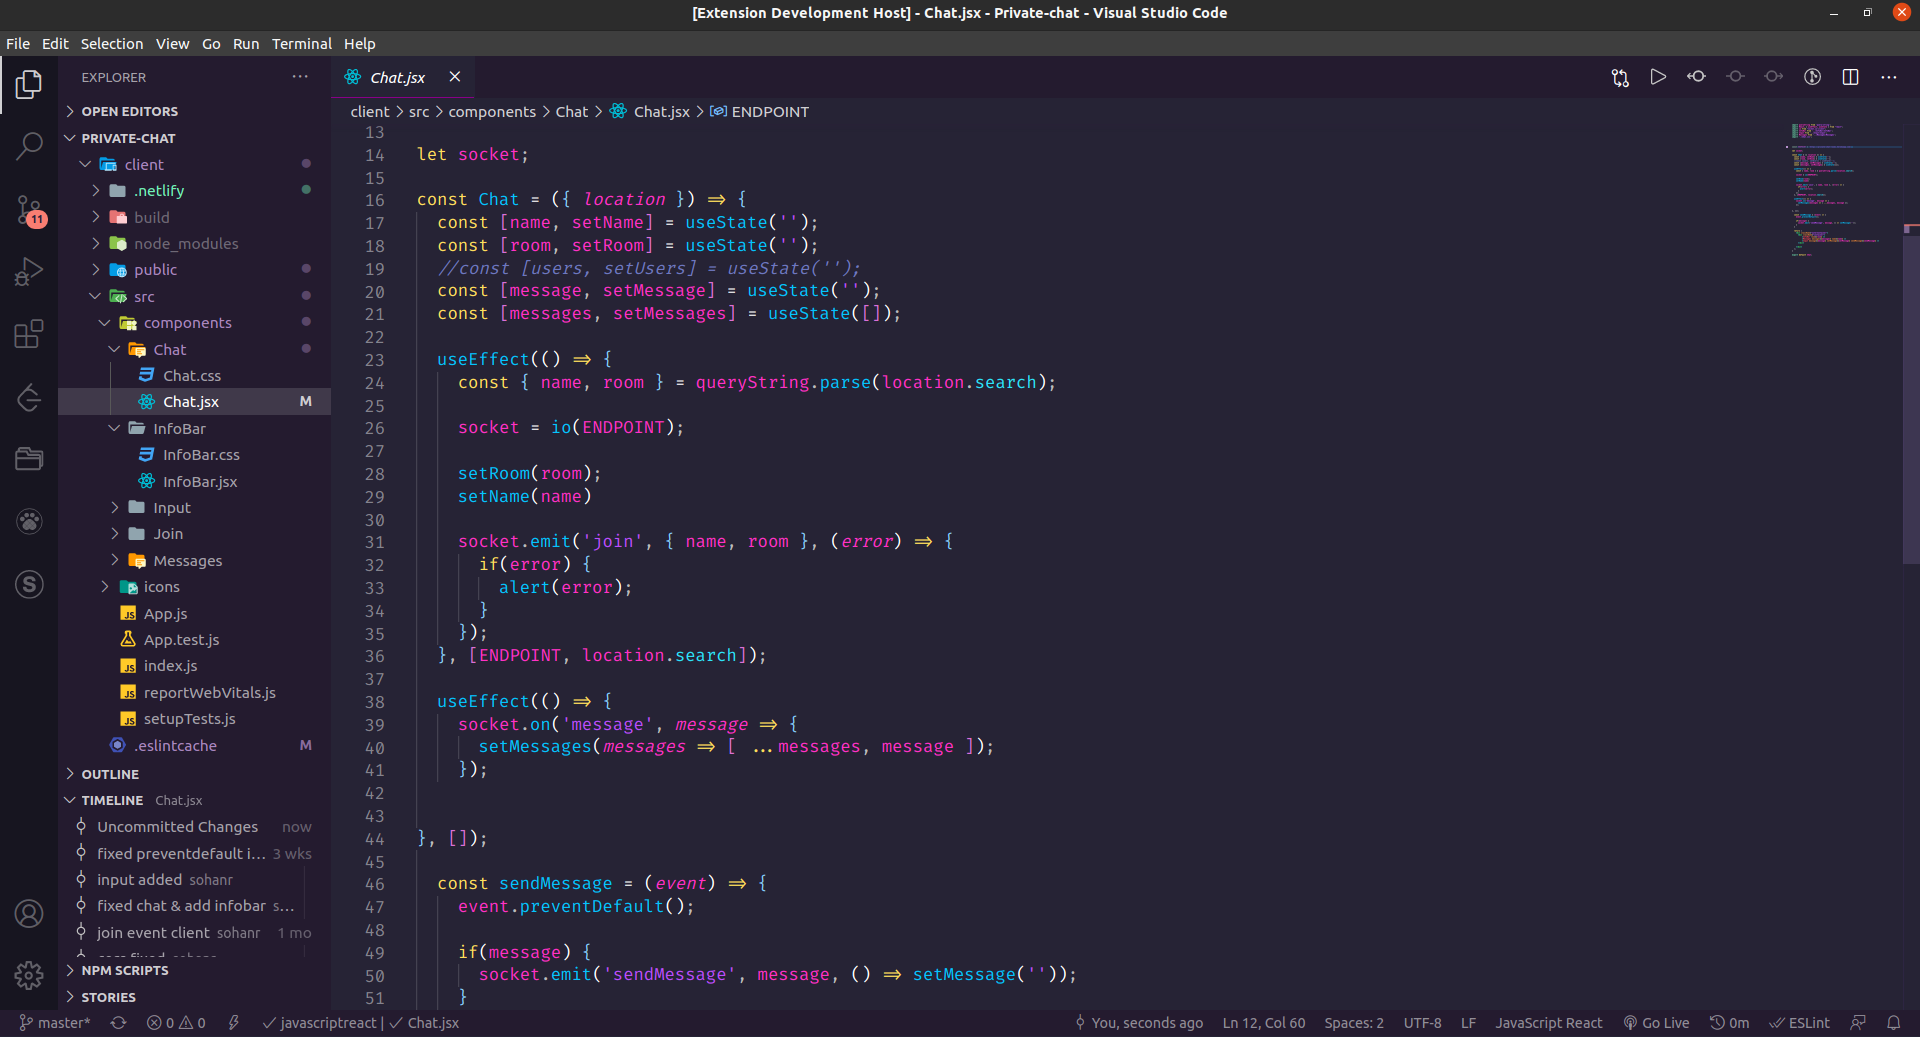 [Extension Development Host] - Chat.jsx - Private-chat - Visual Studio Code
File Edit Selection View Go Run Terminal Help
EXPLORER
OPEN EDITORS
PRIVATE-CHAT
client
.netlify
build
node_modules
public
src
components
Chat
Chat.css
Chat.jsx M
InfoBar
InfoBar.css
InfoBar.jsx
Input
Join
Messages
icons
App.js
App.test.js
index.js
reportWebVitals.js
setupTests.js
.eslintcache M
OUTLINE
TIMELINE Chat.jsx
Uncommitted Changes now
fixed preventdefault i... 3 wks
input added sohanr
fixed chat & add infobar s...
join event client sohanr 1 mo
NPM SCRIPTS
STORIES
11
Chat.jsx
client > src > components > Chat > Chat.jsx > ENDPOINT
13
14 let socket;
15
16 const Chat = ({ location }) => {
17 const [name, setName] = useState('');
18 const [room, setRoom] = useState('');
19 //const [users, setUsers] = useState('');
20 const [message, setMessage] = useState('');
21 const [messages, setMessages] = useState([]);
22
23 useEffect(() => {
24 const { name, room } = queryString.parse(location.search);
25
26 socket = io(ENDPOINT);
27
28 setRoom(room);
29 setName(name)
30
31 socket.emit('join', { name, room }, (error) => {
32 if(error) {
33 alert(error);
34 }
35 });
36 }, [ENDPOINT, location.search]);
37
38 useEffect(() => {
39 socket.on('message', message => {
40 setMessages(messages => [ ...messages, message ]);
41 });
42
43
44 }, []);
45
46 const sendMessage = (event) => {
47 event.preventDefault();
48
49 if(message) {
50 socket.emit('sendMessage', message, () => setMessage(''));
51 }
master* 0 0 javascriptreact | Chat.jsx You, seconds ago Ln 12, Col 60 Spaces: 2 UTF-8 LF JavaScript React Go Live 0m ESLint